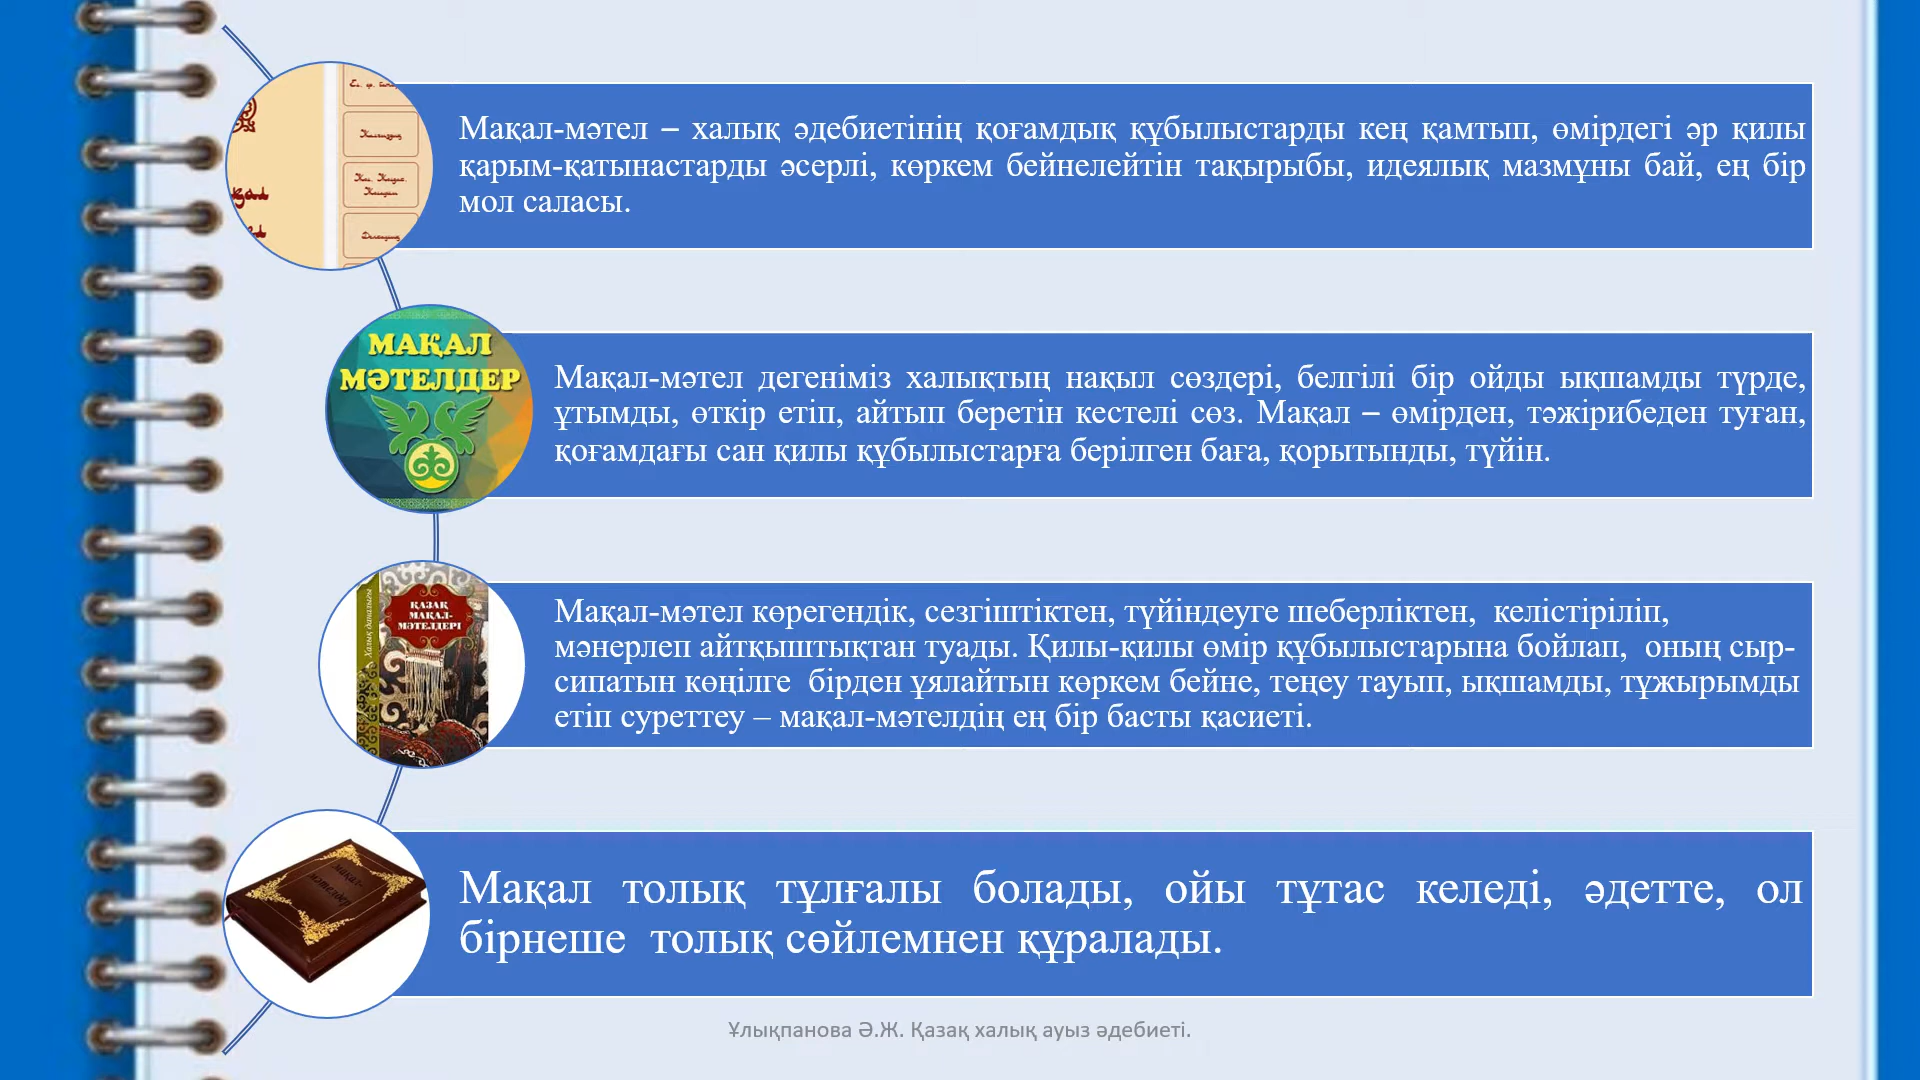 Мақал-мәтел – халық әдебиетінің қоғамдық құбылыстарды кең қамтып, өмірдегі әр қилы
қарым-қатынастарды әсерлі, көркем бейнелейтін тақырыбы, идеялық мазмұны бай, ең бір
мол саласы.
МАҚАЛ
МӘТЕЛДЕР
Мақал-мәтел дегеніміз халықтың нақыл сөздері, белгілі бір ойды ықшамды түрде,
ұтымды, өткір етіп, айтып беретін кестелі сөз. Мақал – өмірден, тәжірибеден туған,
қоғамдағы сан қилы құбылыстарға берілген баға, қорытынды, түйін.
Халық даналығы
ҚАЗАҚ
МАҚАЛ-
МӘТЕЛДЕРІ
Мақал-мәтел көрегендік, сезгіштіктен, түйіндеуге шеберліктен,  келістіріліп,
мәнерлеп айтқыштықтан туады. Қилы-қилы өмір құбылыстарына бойлап,  оның сыр-
сипатын көңілге  бірден ұялайтын көркем бейне, теңеу тауып, ықшамды, тұжырымды
етіп суреттеу – мақал-мәтелдің ең бір басты қасиеті.
Мақал-
мәтелдер
Мақал толық тұлғалы болады, ойы тұтас келеді, әдетте, ол
бірнеше  толық сөйлемнен құралады.
Ұлықпанова Ә.Ж. Қазақ халық ауыз әдебиеті.